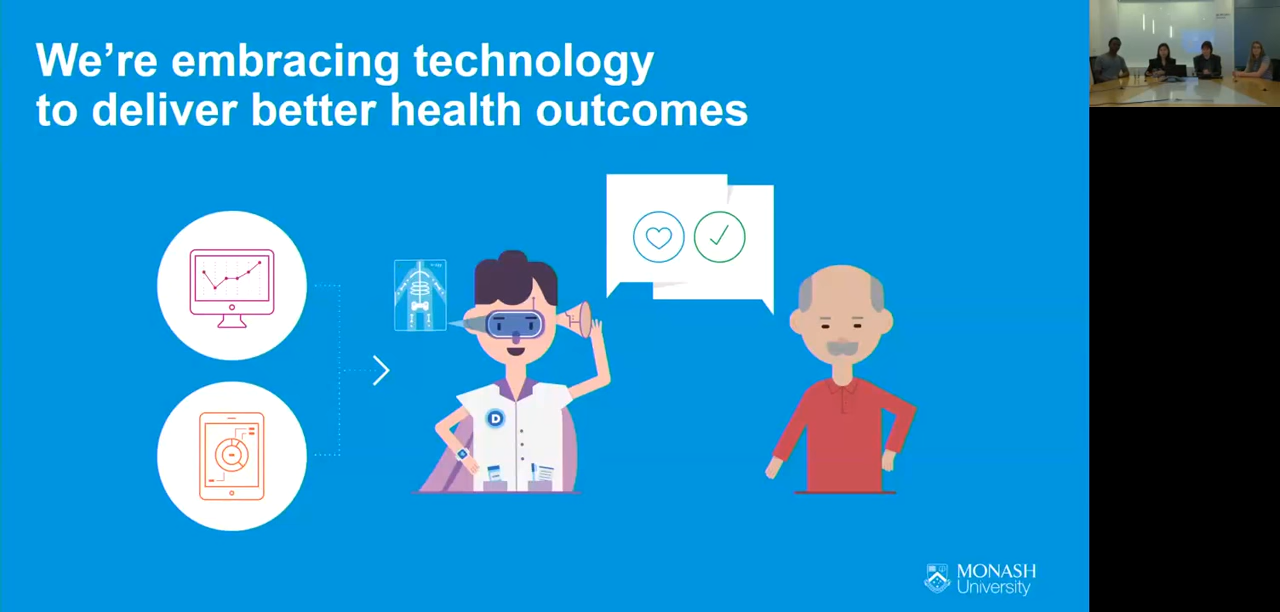 We're embracing technology
to deliver better health outcomes
D
MONASH
University